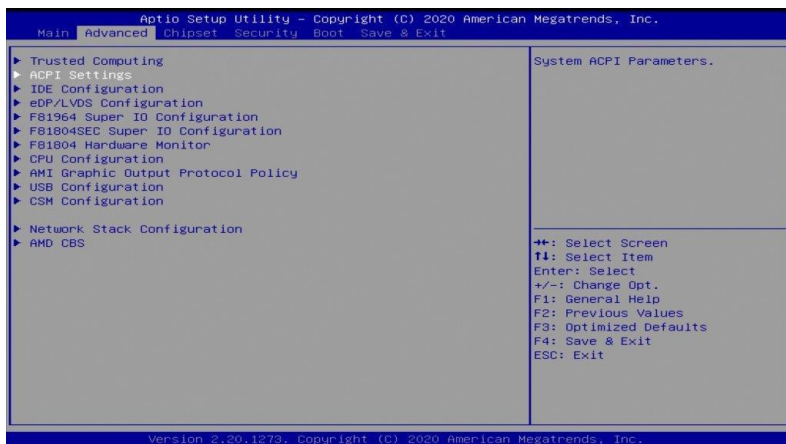 Aptio Setup Utility – Copyright (C) 2020 American Megatrends, Inc.
Main Advanced Chipset Security Boot Save & Exit
▶ Trusted Computing
▶ ACPI Settings
▶ IDE Configuration
▶ eDP/LVDS Configuration
▶ F81964 Super IO Configuration
▶ F81804SEC Super IO Configuration
▶ F81804 Hardware Monitor
▶ CPU Configuration
▶ AMI Graphic Output Protocol Policy
▶ USB Configuration
▶ CSM Configuration
▶ Network Stack Configuration
▶ AMD CBS
System ACPI Parameters.
→←: Select Screen
↑↓: Select Item
Enter: Select
+/-: Change Opt.
F1: General Help
F2: Previous Values
F3: Optimized Defaults
F4: Save & Exit
ESC: Exit
Version 2.20.1273. Copyright (C) 2020 American Megatrends, Inc.